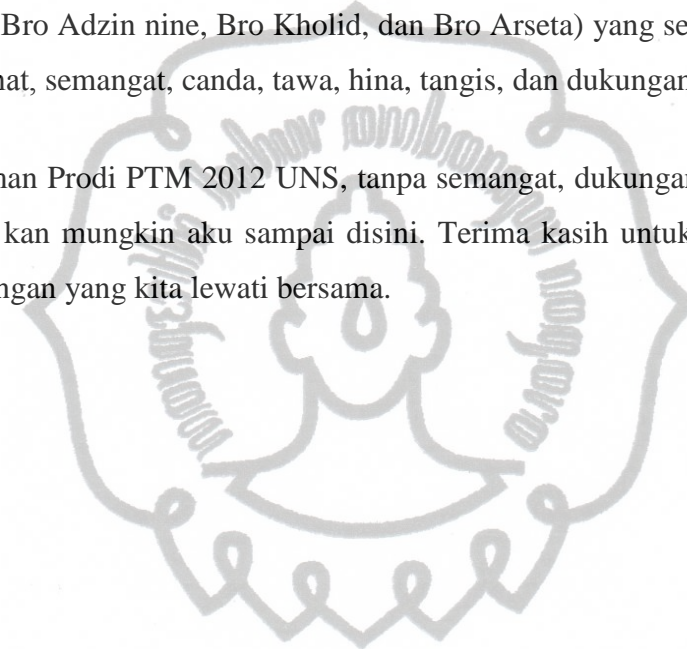 Bro Adzin nine, Bro Kholid, dan Bro Arseta) yang se
nat, semangat, canda, tawa, hina, tangis, dan dukungan
nan Prodi PTM 2012 UNS, tanpa semangat, dukungan
kan mungkin aku sampai disini. Terima kasih untuk
ngan yang kita lewati bersama.